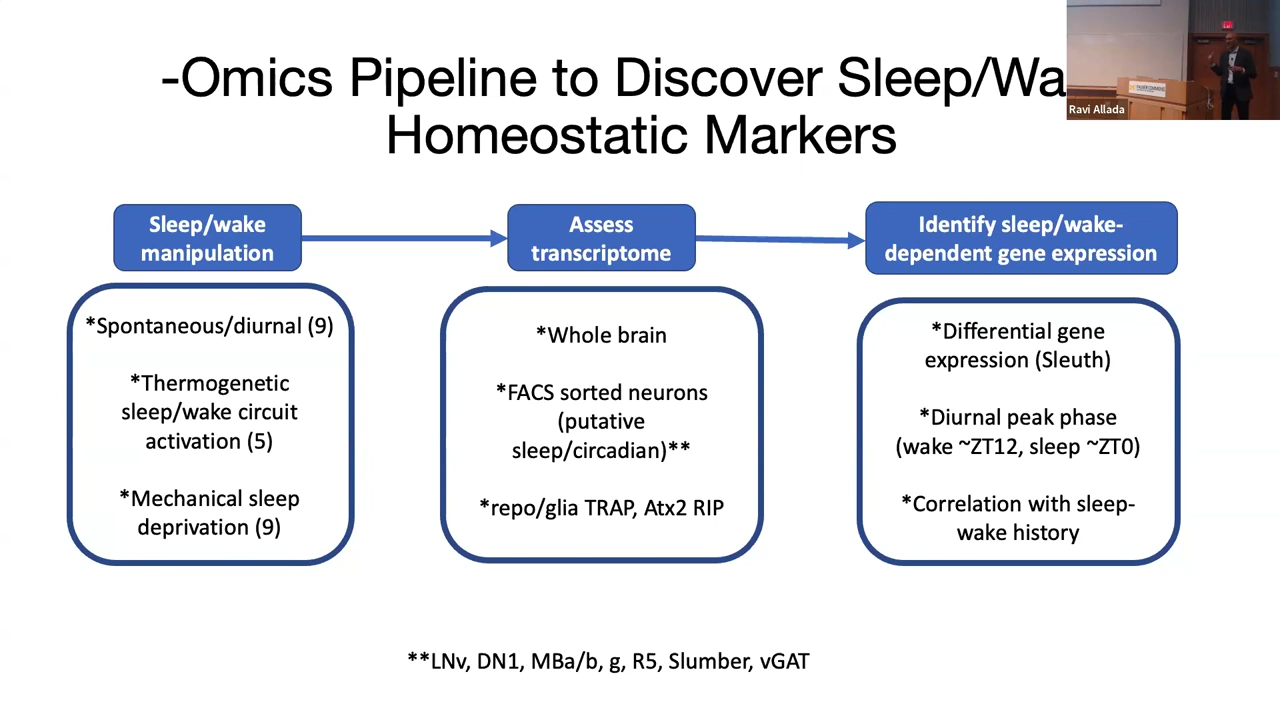 -Omics Pipeline to Discover Sleep/Wa
Homeostatic Markers
Ravi Allada
Sleep/wake
manipulation
Assess
transcriptome
Identify sleep/wake-
dependent gene expression
*Spontaneous/diurnal (9)
*Thermogenetic
sleep/wake circuit
activation (5)
*Mechanical sleep
deprivation (9)
*Whole brain
*FACS sorted neurons
(putative
sleep/circadian)**
*repo/glia TRAP, Atx2 RIP
*Differential gene
expression (Sleuth)
*Diurnal peak phase
(wake ~ZT12, sleep ~ZT0)
*Correlation with sleep-
wake history
**LNv, DN1, MBa/b, g, R5, Slumber, vGAT